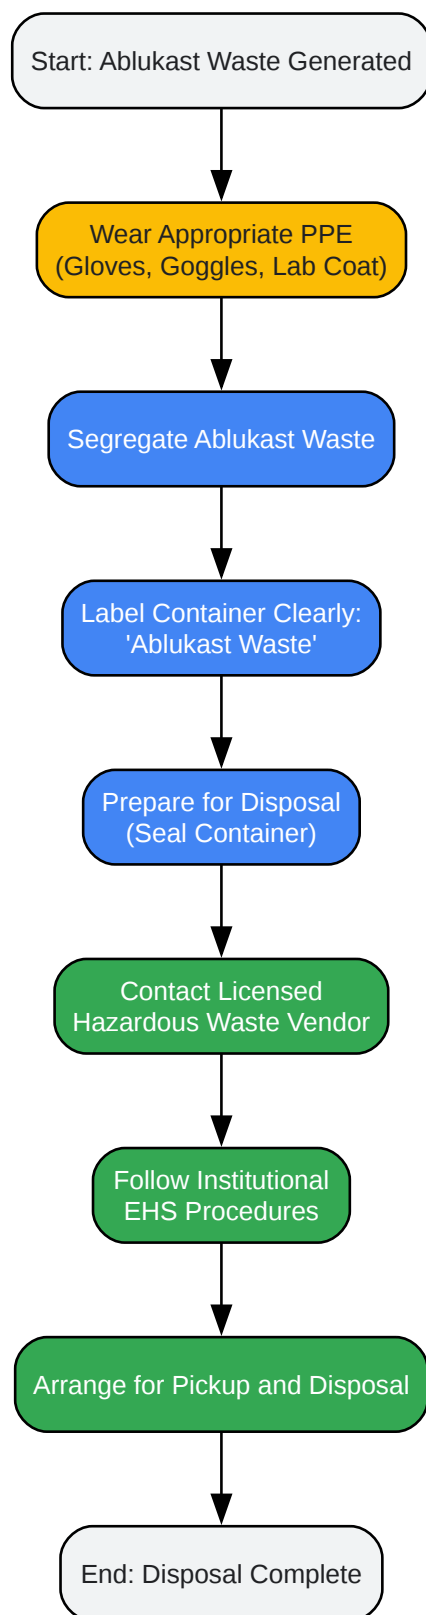 Start: Ablukast Waste Generated
Wear Appropriate PPE
(Gloves, Goggles, Lab Coat)
Segregate Ablukast Waste
Label Container Clearly:
'Ablukast Waste'
Prepare for Disposal
(Seal Container)
Contact Licensed
Hazardous Waste Vendor
Follow Institutional
EHS Procedures
Arrange for Pickup and Disposal
End: Disposal Complete